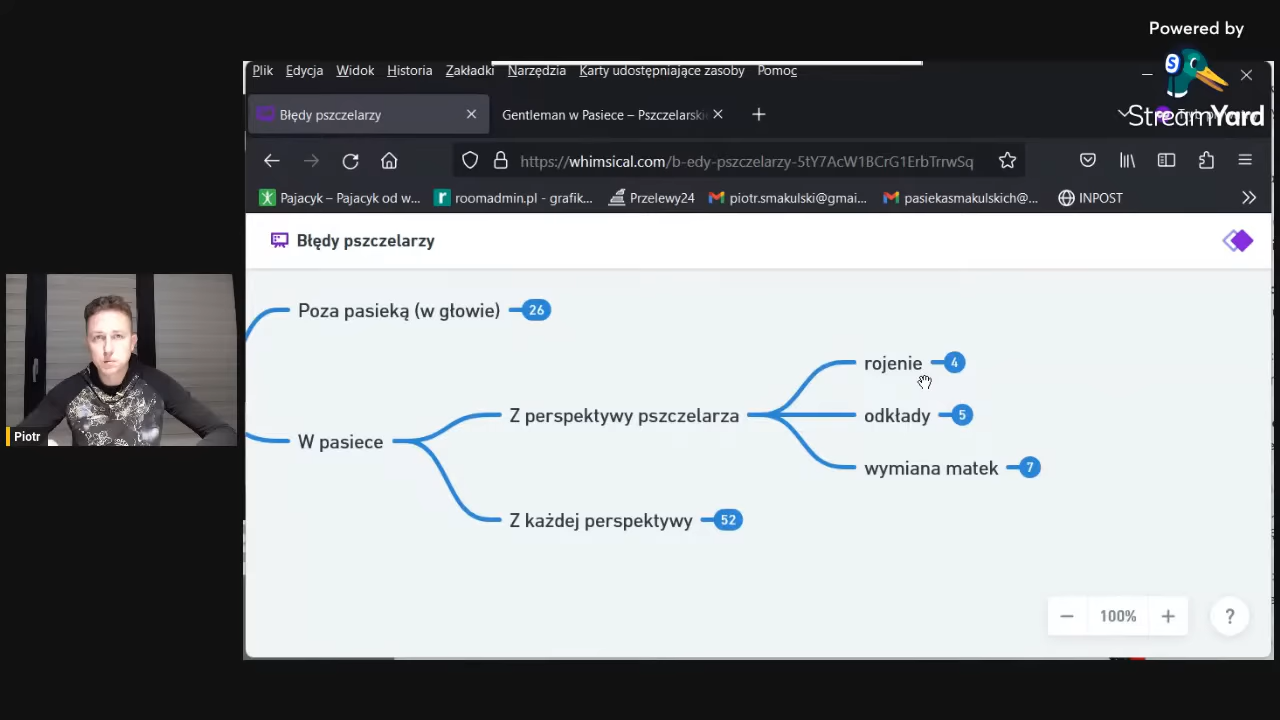 Powered by
StreamYard
Plik Edycja Widok Historia Zakładki Narzędzia Karty udostępniające zasoby Pomoc
Błędy pszczelarzy
Gentleman w Pasiece – Pszczelarski
https://whimsical.com/b-edy-pszczelarzy-5tY7AcW1BCrG1ErbTrrwSq
Pajacyk – Pajacyk od w... roomadmin.pl - grafik... Przelewy24 piotr.smakulski@gmai... pasiekasmakulskich@... INPOST
Błędy pszczelarzy
Poza pasieką (w głowie) 26
rojenie 4
Z perspektywy pszczelarza
odkłady 5
W pasiece
wymiana matek 7
Z każdej perspektywy 52
Piotr
100%
?